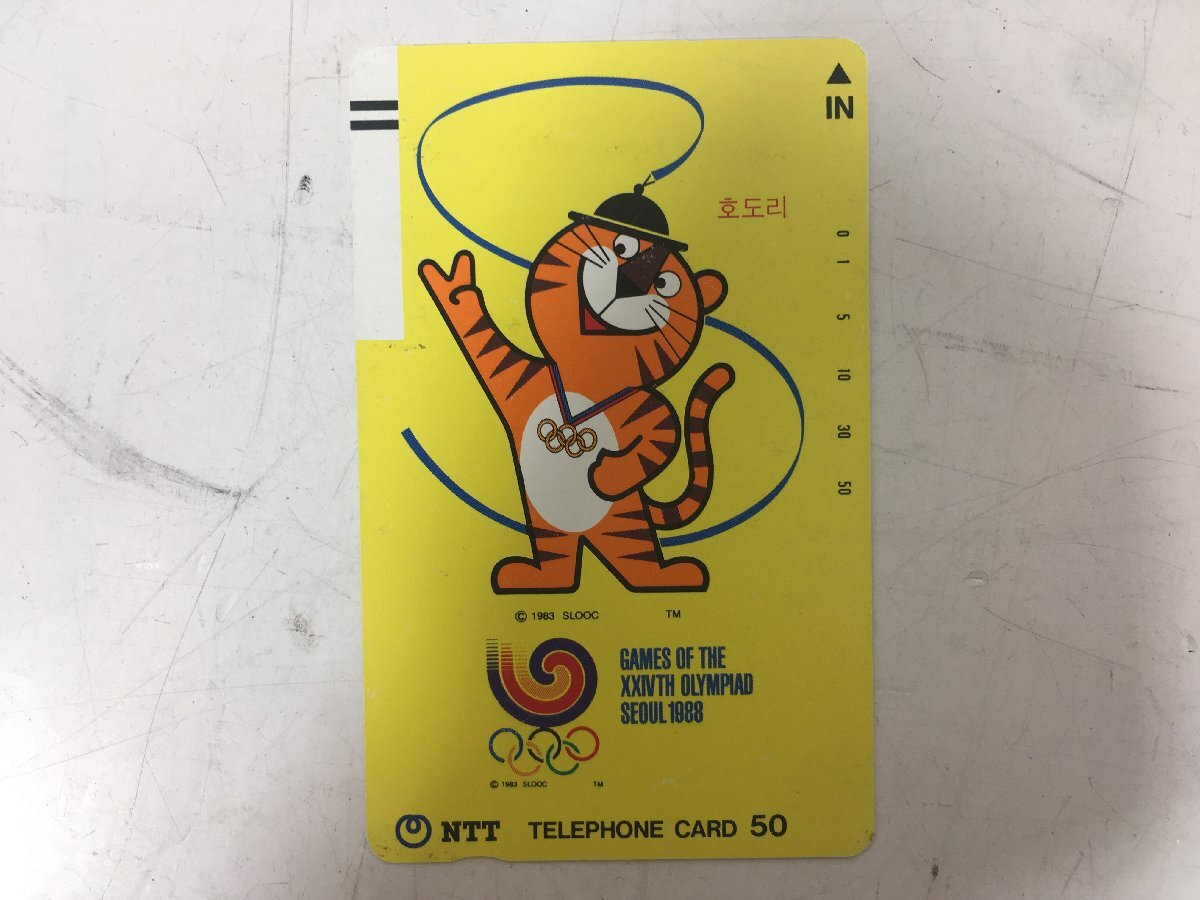 IN
호도리
0
1
5
10
30
50
© 1983 SLOOC TM
GAMES OF THE
XXIVTH OLYMPIAD
SEOUL 1988
© 1983 SLOOC TM
NTT TELEPHONE CARD 50